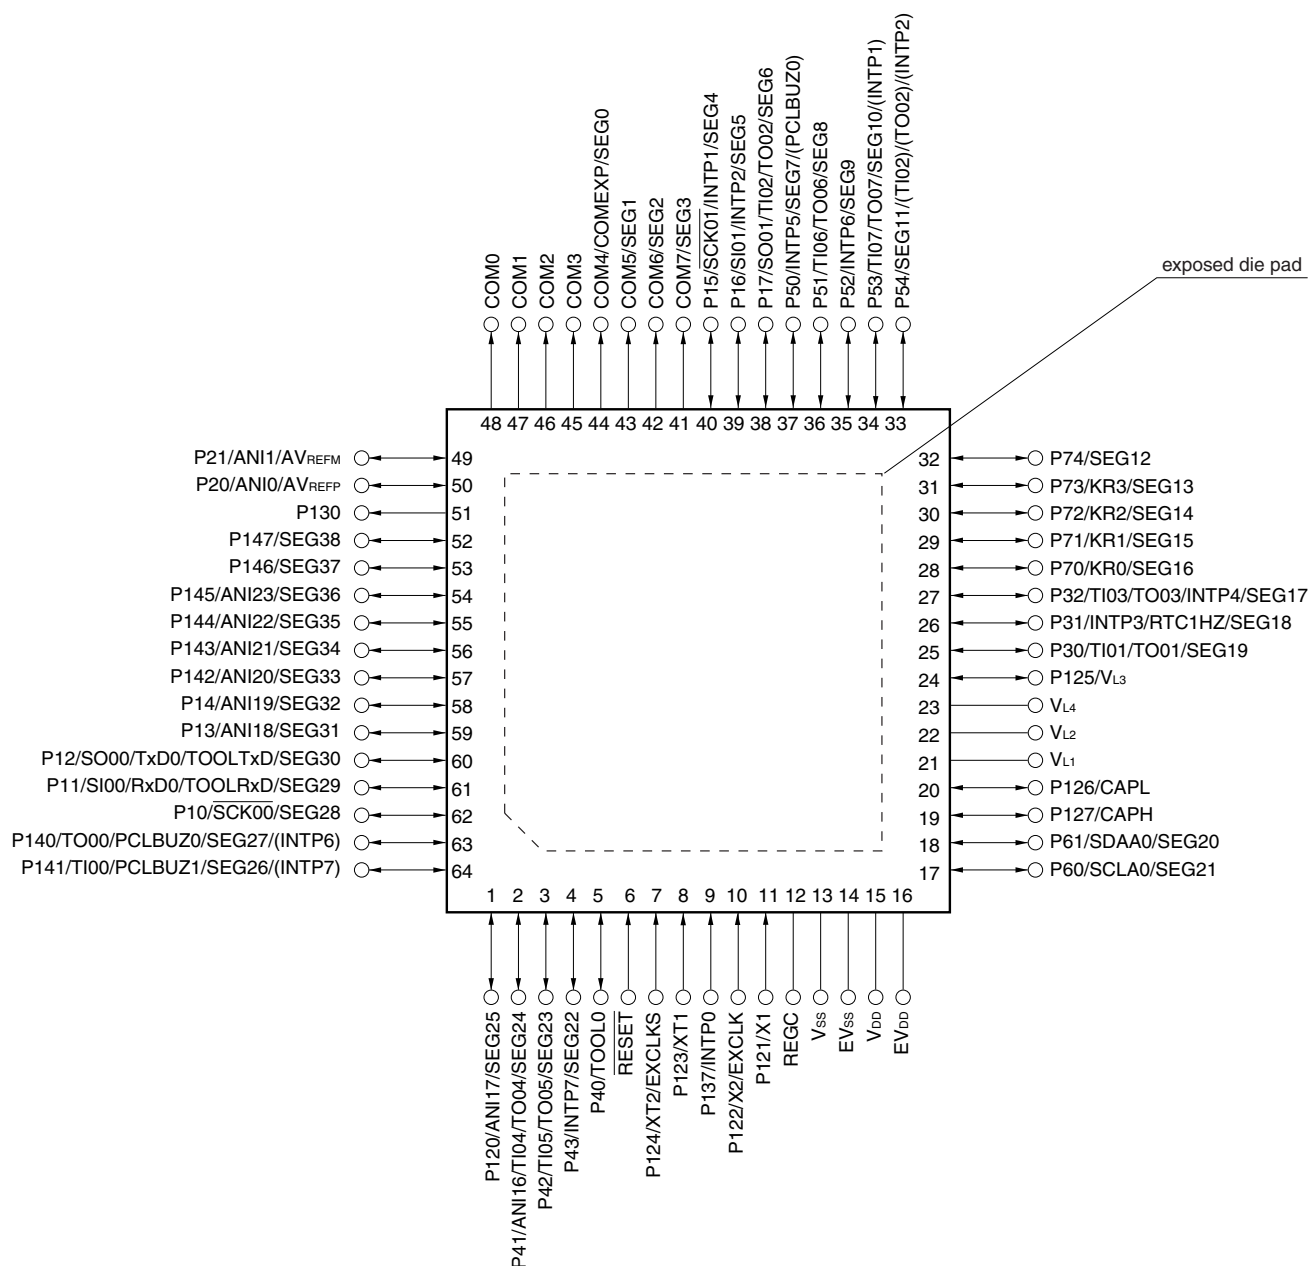 COM0
COM1
COM2
COM3
COM4/COMEXP/SEG0
COM5/SEG1
COM6/SEG2
COM7/SEG3
P15/SCK01/INTP1/SEG4
P16/SI01/INTP2/SEG5
P17/SO01/TI02/TO02/SEG6
P50/INTP5/SEG7/(PCLBUZ0)
P51/TI06/TO06/SEG8
P52/INTP6/SEG9
P53/TI07/TO07/SEG10/(INTP1)
P54/SEG11/(TI02)/(TO02)/(INTP2)
exposed die pad
48 47 46 45 44 43 42 41 40 39 38 37 36 35 34 33
P21/ANI1/AVREFM 49
P20/ANI0/AVREFP 50
P130 51
P147/SEG38 52
P146/SEG37 53
P145/ANI23/SEG36 54
P144/ANI22/SEG35 55
P143/ANI21/SEG34 56
P142/ANI20/SEG33 57
P14/ANI19/SEG32 58
P13/ANI18/SEG31 59
P12/SO00/TxD0/TOOLTxD/SEG30 60
P11/SI00/RxD0/TOOLRxD/SEG29 61
P10/SCK00/SEG28 62
P140/TO00/PCLBUZ0/SEG27/(INTP6) 63
P141/TI00/PCLBUZ1/SEG26/(INTP7) 64
32 P74/SEG12
31 P73/KR3/SEG13
30 P72/KR2/SEG14
29 P71/KR1/SEG15
28 P70/KR0/SEG16
27 P32/TI03/TO03/INTP4/SEG17
26 P31/INTP3/RTC1HZ/SEG18
25 P30/TI01/TO01/SEG19
24 P125/VL3
23 VL4
22 VL2
21 VL1
20 P126/CAPL
19 P127/CAPH
18 P61/SDAA0/SEG20
17 P60/SCLA0/SEG21
1 2 3 4 5 6 7 8 9 10 11 12 13 14 15 16
P120/ANI17/SEG25
P41/ANI16/TI04/TO04/SEG24
P42/TI05/TO05/SEG23
P43/INTP7/SEG22
P40/TOOL0
RESET
P124/XT2/EXCLKS
P123/XT1
P137/INTP0
P122/X2/EXCLK
P121/X1
REGC
VSS
EVSS
VDD
EVDD